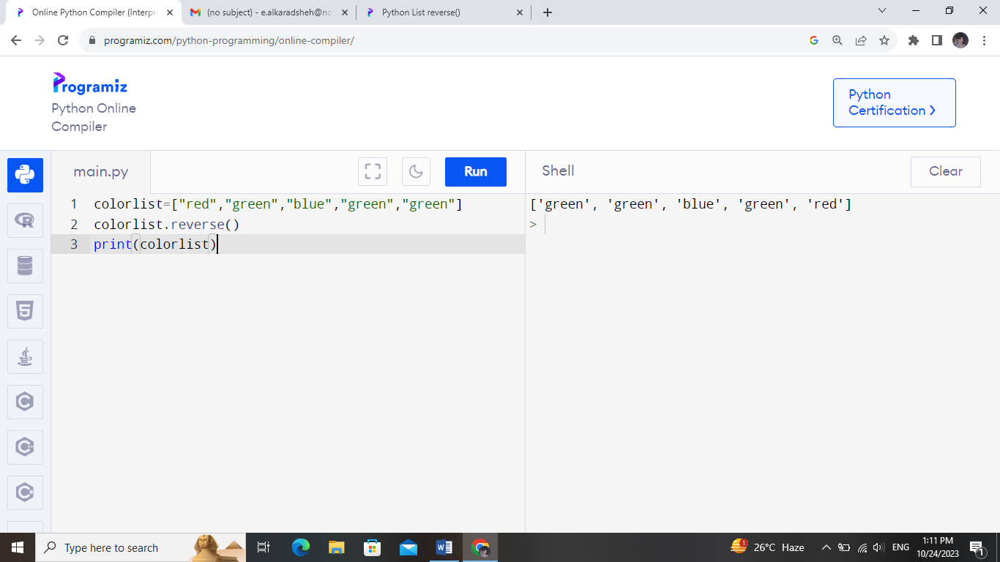 Online Python Compiler (Interpr
(no subject) - e.alkaradsheh@no
Python List reverse()
programiz.com/python-programming/online-compiler/
Programiz
Python Online
Compiler
Python
Certification
main.py
Run
Shell
Clear
1 colorlist=["red","green","blue","green","green"]
2 colorlist.reverse()
3 print(colorlist)
['green', 'green', 'blue', 'green', 'red']
>
Type here to search
1
26°C Haze
ENG
1:11 PM
10/24/2023
1